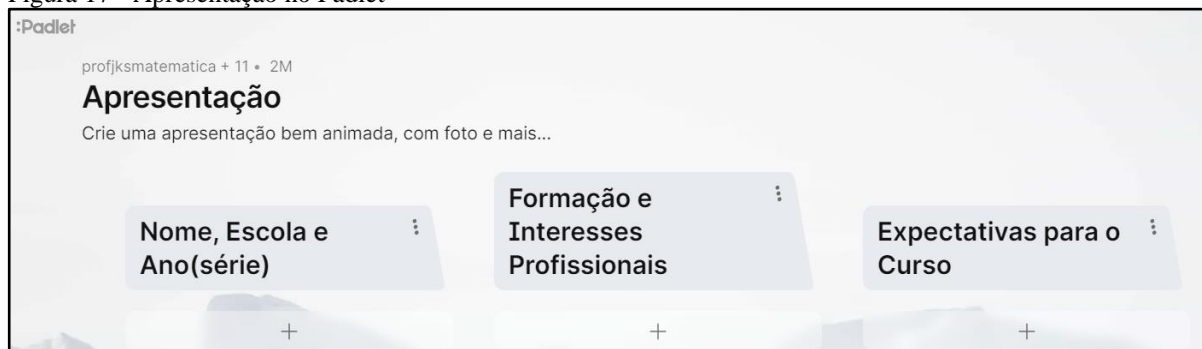 Figura 17 - Apresentação no Padlet
:Padlet
profjksmatematica + 11 • 2M
Apresentação
Crie uma apresentação bem animada, com foto e mais...
Nome, Escola e
Ano(série)
Formação e
Interesses
Profissionais
Expectativas para o
Curso
+
+
+